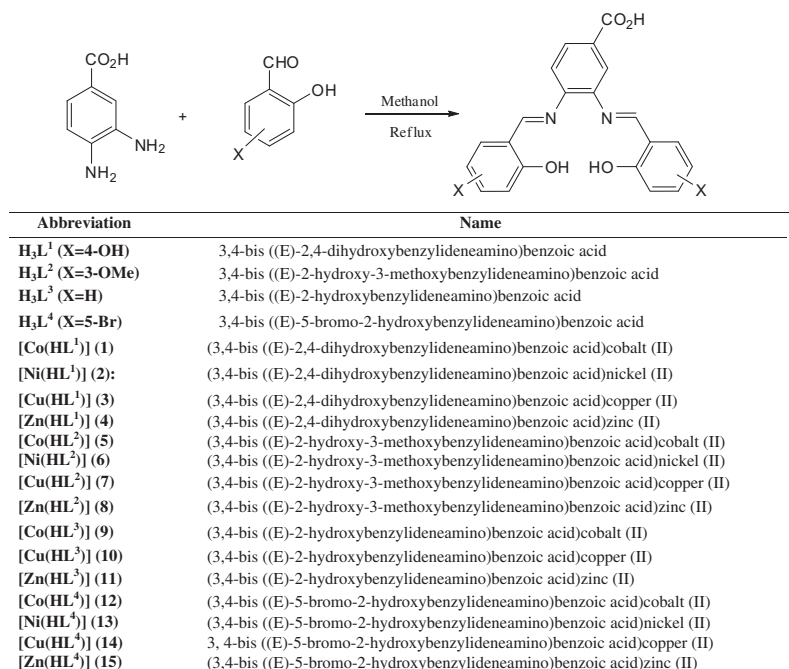 CO₂H
CO₂H
CHO
OH
Methanol
+
Reflux
NH₂
NH₂
X
N
N
OH
HO
X
X
Abbreviation Name
H₃L¹ (X=4-OH) 3,4-bis ((E)-2,4-dihydroxybenzylideneamino)benzoic acid
H₃L² (X=3-OMe) 3,4-bis ((E)-2-hydroxy-3-methoxybenzylideneamino)benzoic acid
H₃L³ (X=H) 3,4-bis ((E)-2-hydroxybenzylideneamino)benzoic acid
H₃L⁴ (X=5-Br) 3,4-bis ((E)-5-bromo-2-hydroxybenzylideneamino)benzoic acid
[Co(HL¹)] (1) (3,4-bis ((E)-2,4-dihydroxybenzylideneamino)benzoic acid)cobalt (II)
[Ni(HL¹)] (2): (3,4-bis ((E)-2,4-dihydroxybenzylideneamino)benzoic acid)nickel (II)
[Cu(HL¹)] (3) (3,4-bis ((E)-2,4-dihydroxybenzylideneamino)benzoic acid)copper (II)
[Zn(HL¹)] (4) (3,4-bis ((E)-2,4-dihydroxybenzylideneamino)benzoic acid)zinc (II)
[Co(HL²)] (5) (3,4-bis ((E)-2-hydroxy-3-methoxybenzylideneamino)benzoic acid)cobalt (II)
[Ni(HL²)] (6) (3,4-bis ((E)-2-hydroxy-3-methoxybenzylideneamino)benzoic acid)nickel (II)
[Cu(HL²)] (7) (3,4-bis ((E)-2-hydroxy-3-methoxybenzylideneamino)benzoic acid)copper (II)
[Zn(HL²)] (8) (3,4-bis ((E)-2-hydroxy-3-methoxybenzylideneamino)benzoic acid)zinc (II)
[Co(HL³)] (9) (3,4-bis ((E)-2-hydroxybenzylideneamino)benzoic acid)cobalt (II)
[Cu(HL³)] (10) (3,4-bis ((E)-2-hydroxybenzylideneamino)benzoic acid)copper (II)
[Zn(HL³)] (11) (3,4-bis ((E)-2-hydroxybenzylideneamino)benzoic acid)zinc (II)
[Co(HL⁴)] (12) (3,4-bis ((E)-5-bromo-2-hydroxybenzylideneamino)benzoic acid)cobalt (II)
[Ni(HL⁴)] (13) (3,4-bis ((E)-5-bromo-2-hydroxybenzylideneamino)benzoic acid)nickel (II)
[Cu(HL⁴)] (14) 3, 4-bis ((E)-5-bromo-2-hydroxybenzylideneamino)benzoic acid)copper (II)
[Zn(HL⁴)] (15) (3,4-bis ((E)-5-bromo-2-hydroxybenzylideneamino)benzoic acid)zinc (II)